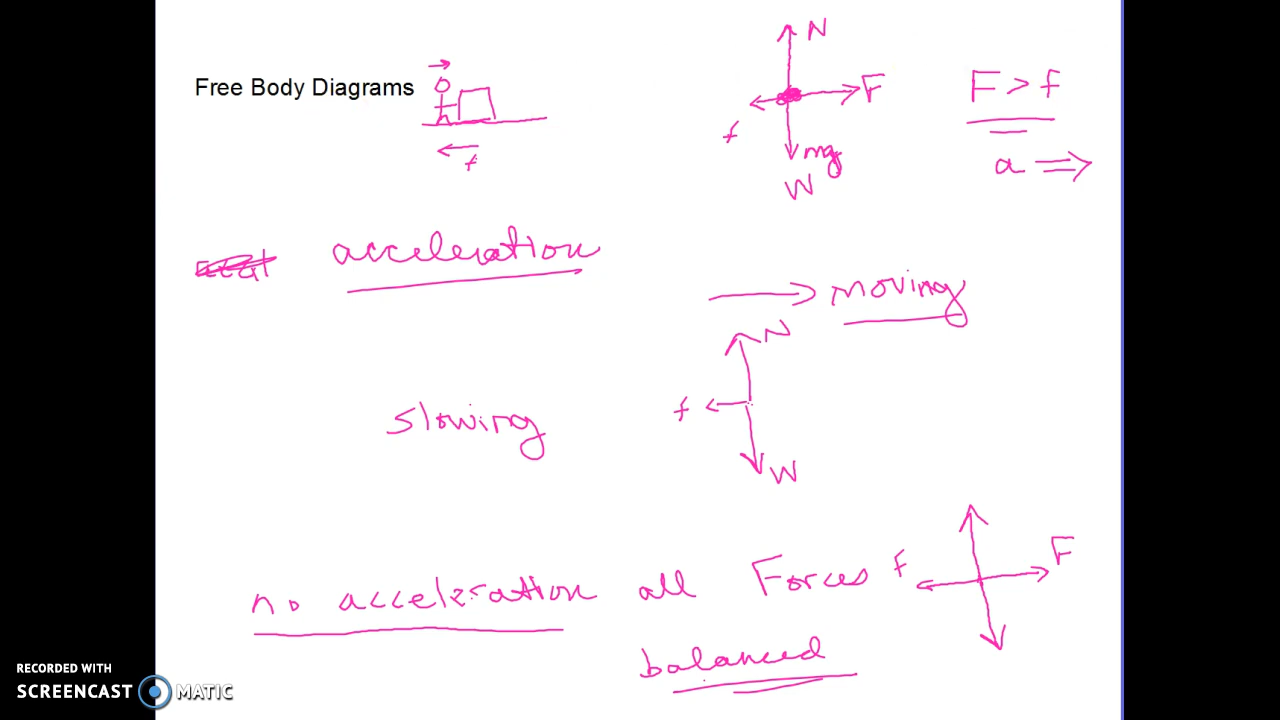 N
Free Body Diagrams
F
F > f
f
f
mg
W
a
acceleration
moving
N
f
slowing
W
no acceleration all Forces
f
F
balanced
RECORDED WITH
SCREENCAST MATIC